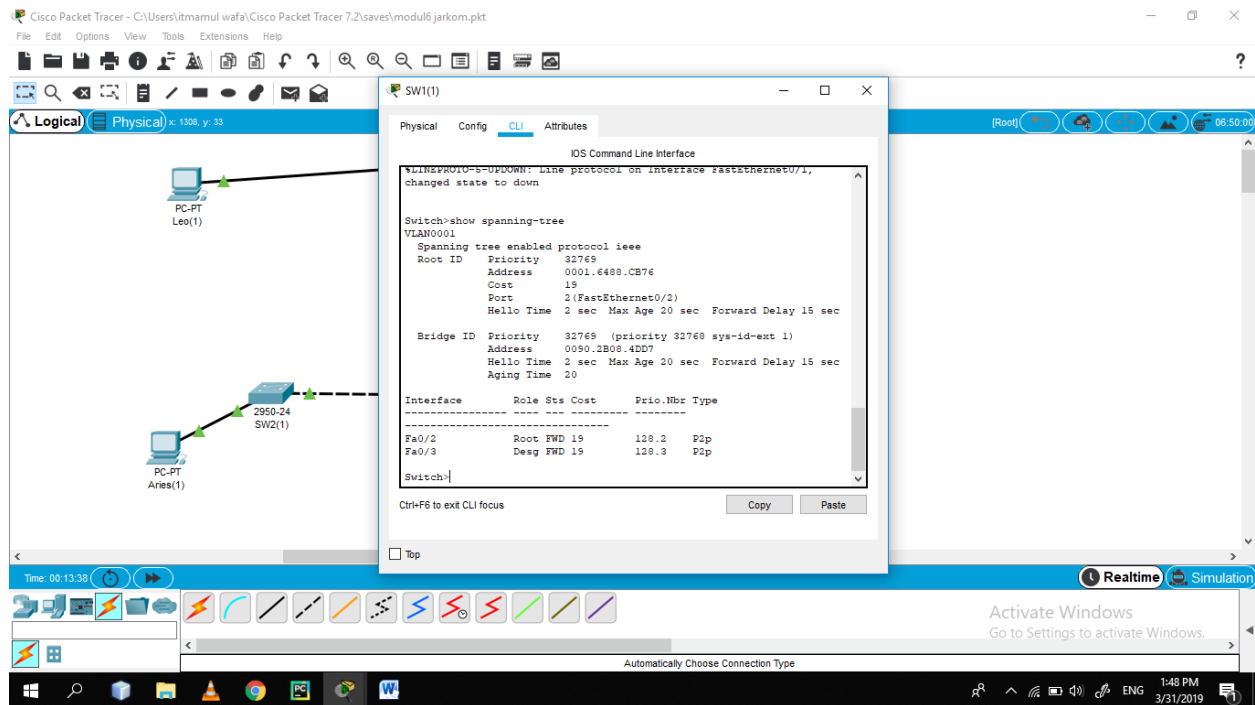 Cisco Packet Tracer - C:\Users\itmamul wafa\Cisco Packet Tracer 7.2\saves\modul6 jarkom.pkt
File Edit Options View Tools Extensions Help
?
Logical Physical x: 1308, y: 33
[Root] 06:50:00
PC-PT
Leo(1)
2950-24
SW2(1)
PC-PT
Aries(1)
SW1(1)
Physical Config CLI Attributes
IOS Command Line Interface
%LINEPROTO-5-UPDOWN: Line protocol on Interface FastEthernet0/1,
changed state to down
Switch>show spanning-tree
VLAN0001
Spanning tree enabled protocol ieee
Root ID Priority 32769
Address 0001.6488.CB76
Cost 19
Port 2(FastEthernet0/2)
Hello Time 2 sec Max Age 20 sec Forward Delay 15 sec
Bridge ID Priority 32769 (priority 32768 sys-id-ext 1)
Address 0090.2B08.4DD7
Hello Time 2 sec Max Age 20 sec Forward Delay 15 sec
Aging Time 20
Interface Role Sts Cost Prio.Nbr Type
---------------- ---- --- --------- --------
--------------------------------
Fa0/2 Root FWD 19 128.2 P2p
Fa0/3 Desg FWD 19 128.3 P2p
Switch>
Ctrl+F6 to exit CLI focus
Copy Paste
Top
Time: 00:13:38
Realtime Simulation
Activate Windows
Go to Settings to activate Windows.
Automatically Choose Connection Type
ENG
1:48 PM
3/31/2019